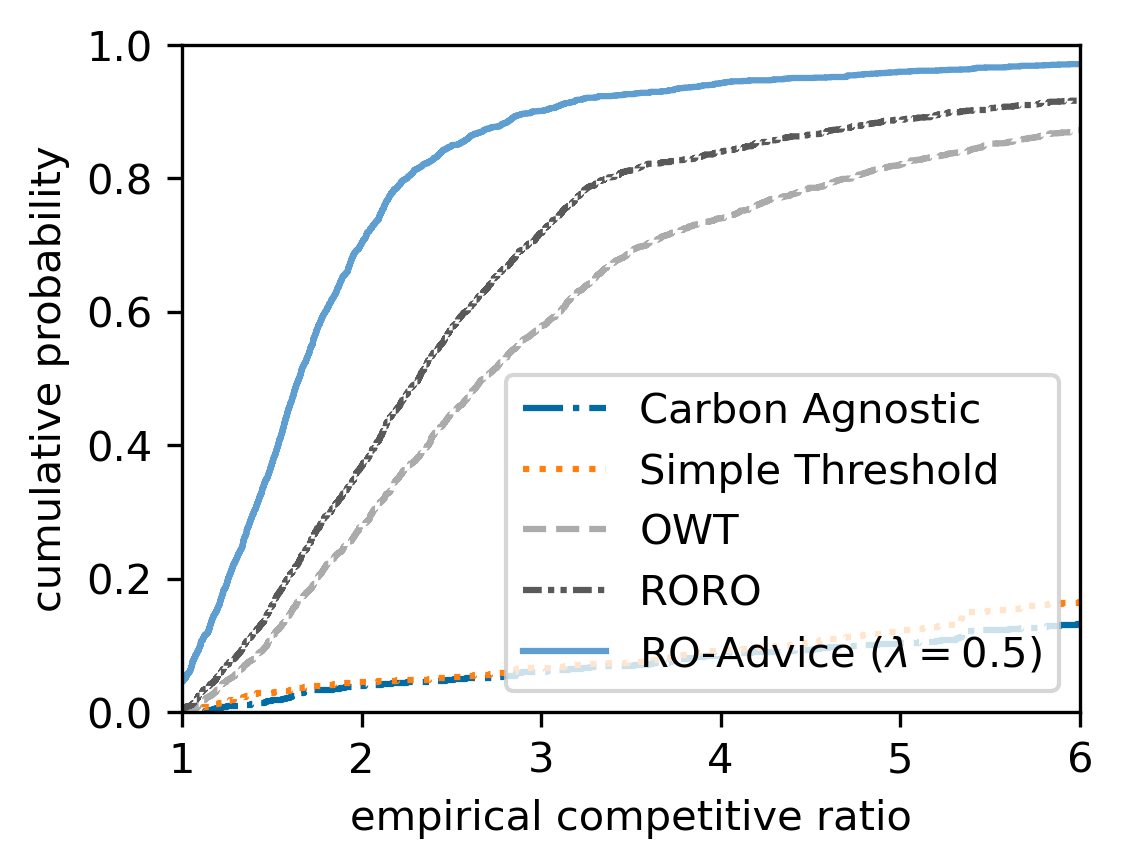 1.0
0.8
0.6
0.4
0.2
0.0
1 2 3 4 5 6
cumulative probability
empirical competitive ratio
Carbon Agnostic
Simple Threshold
OWT
RORO
RO-Advice (λ = 0.5)